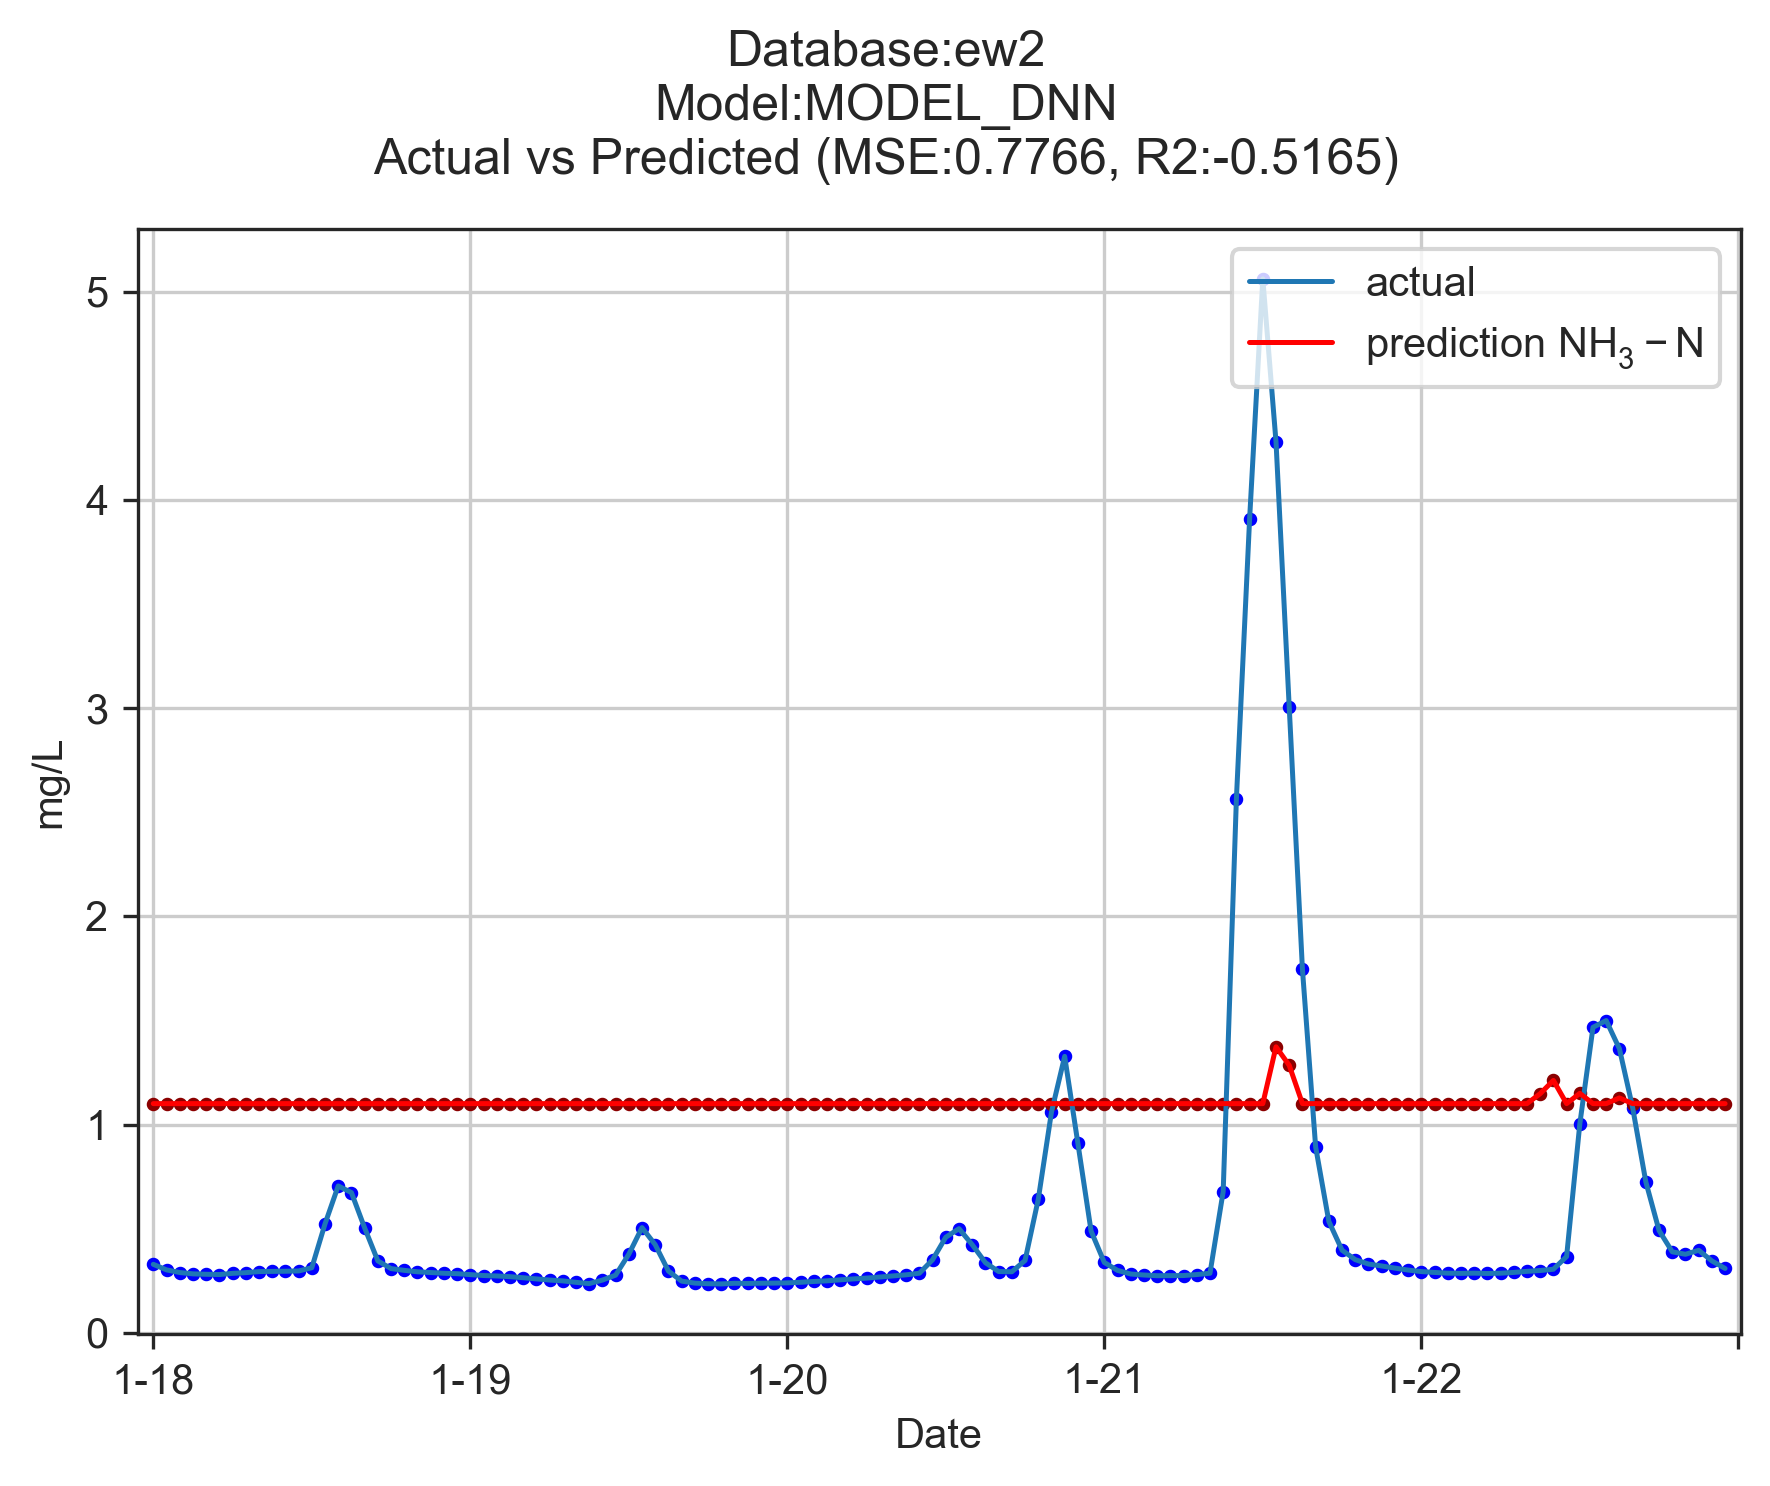 Database:ew2
Model:MODEL_DNN
Actual vs Predicted (MSE:0.7766, R2:-0.5165)
actual
prediction NH₃ − N
5
4
3
2
1
0
mg/L
1-18 1-19 1-20 1-21 1-22
Date